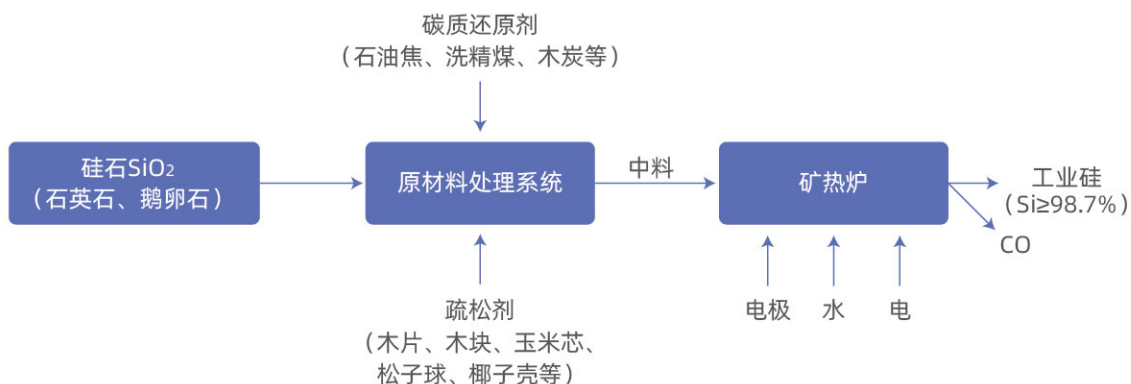 碳质还原剂
（石油焦、洗精煤、木炭等）
硅石SiO₂
（石英石、鹅卵石）
原材料处理系统
中料
矿热炉
工业硅
（Si≥98.7%）
CO
疏松剂
（木片、木块、玉米芯、
松子球、椰子壳等）
电极
水
电